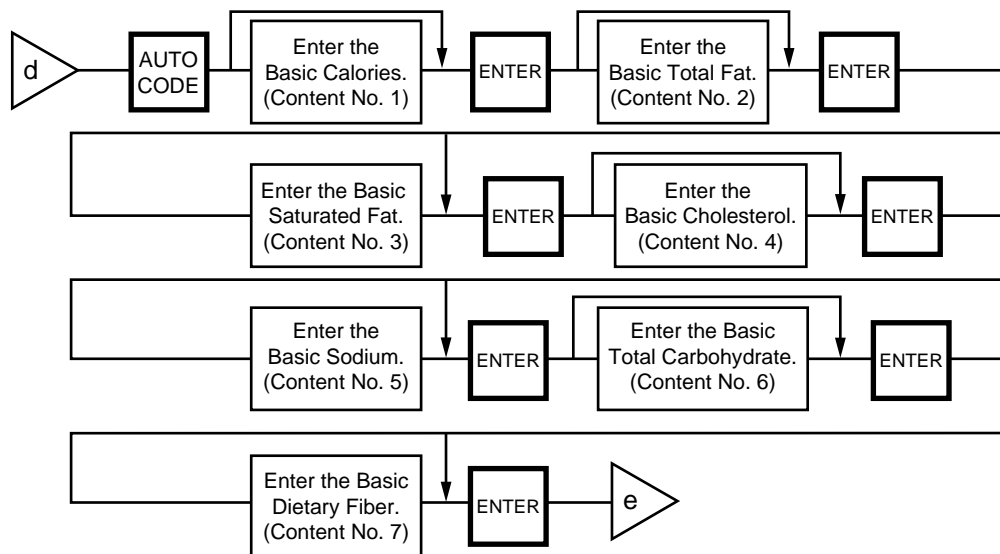 d
AUTO
CODE
Enter the
Basic Calories.
(Content No. 1)
ENTER
Enter the
Basic Total Fat.
(Content No. 2)
ENTER
Enter the Basic
Saturated Fat.
(Content No. 3)
ENTER
Enter the
Basic Cholesterol.
(Content No. 4)
ENTER
Enter the
Basic Sodium.
(Content No. 5)
ENTER
Enter the Basic
Total Carbohydrate.
(Content No. 6)
ENTER
Enter the Basic
Dietary Fiber.
(Content No. 7)
ENTER
e